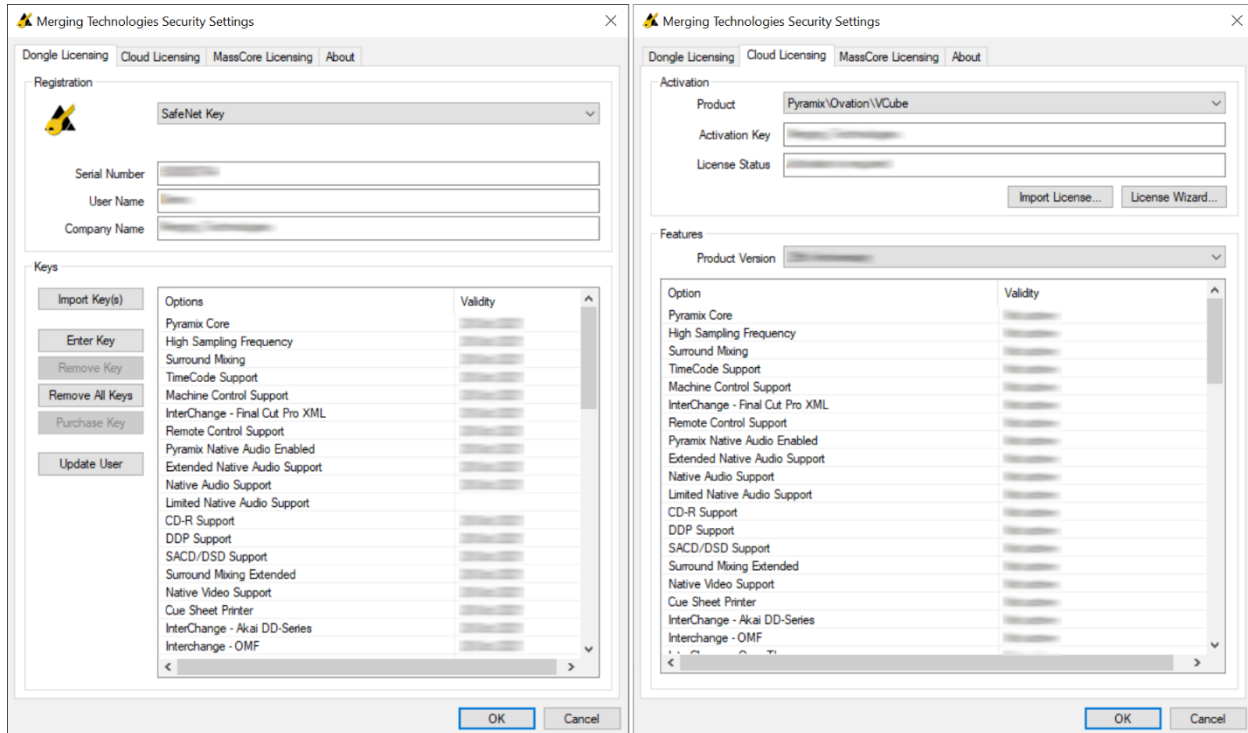 Merging Technologies Security Settings
Dongle Licensing Cloud Licensing MassCore Licensing About
Registration
SafeNet Key
Serial Number
User Name
Company Name
Keys
Import Key(s)
Enter Key
Remove Key
Remove All Keys
Purchase Key
Update User
Options Validity
Pyramix Core
High Sampling Frequency
Surround Mixing
TimeCode Support
Machine Control Support
InterChange - Final Cut Pro XML
Remote Control Support
Pyramix Native Audio Enabled
Extended Native Audio Support
Native Audio Support
Limited Native Audio Support
CD-R Support
DDP Support
SACD/DSD Support
Surround Mixing Extended
Native Video Support
Cue Sheet Printer
InterChange - Akai DD-Series
Interchange - OMF
OK Cancel
Merging Technologies Security Settings
Dongle Licensing Cloud Licensing MassCore Licensing About
Activation
Product Pyramix\Ovation\VCube
Activation Key
License Status
Import License... License Wizard...
Features
Product Version
Option Validity
Pyramix Core
High Sampling Frequency
Surround Mixing
TimeCode Support
Machine Control Support
InterChange - Final Cut Pro XML
Remote Control Support
Pyramix Native Audio Enabled
Extended Native Audio Support
Native Audio Support
Limited Native Audio Support
CD-R Support
DDP Support
SACD/DSD Support
Surround Mixing Extended
Native Video Support
Cue Sheet Printer
InterChange - Akai DD-Series
Interchange - OMF
OK Cancel